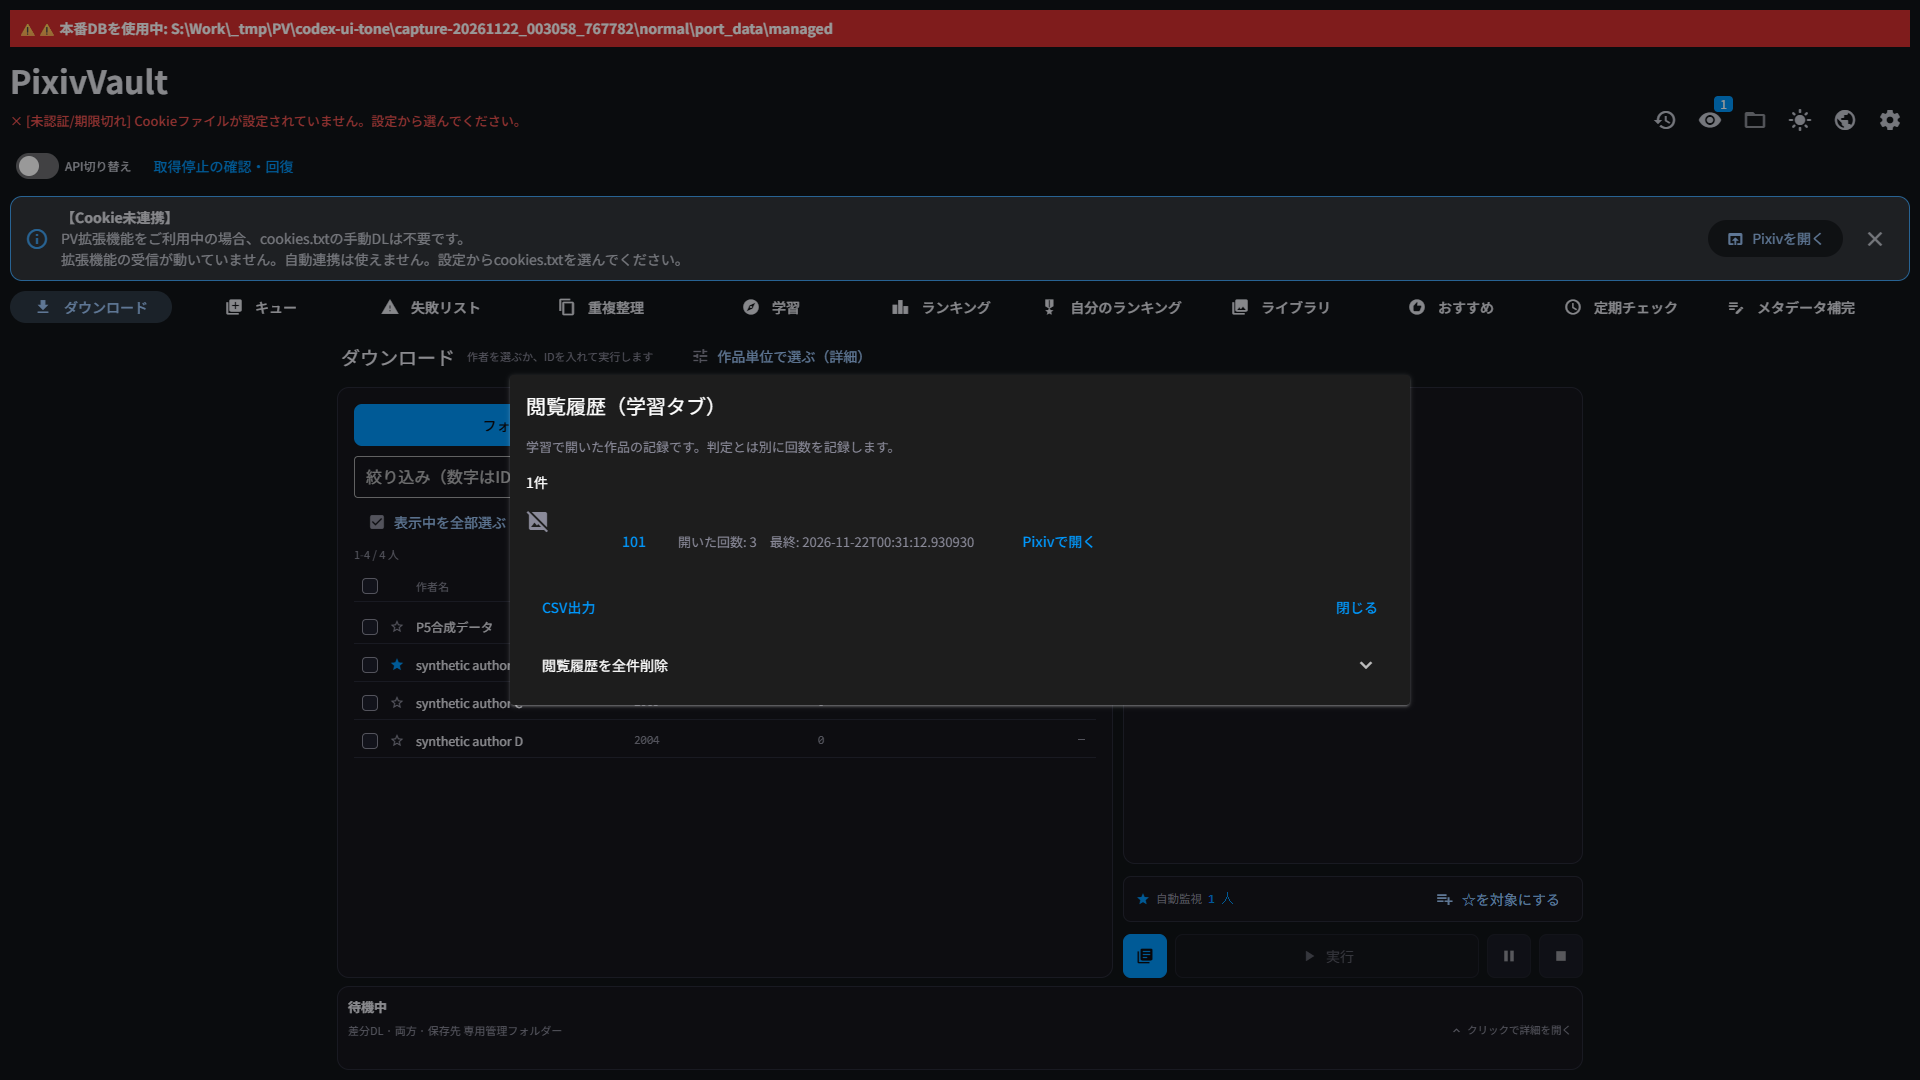 本番DBを使用中: S:\Work\_tmp\PV\codex-ui-tone\capture-20261122_003058_767782\normal\port_data\managed
PixivVault
× [未認証/期限切れ] Cookieファイルが設定されていません。設定から選んでください。
1
API切り替え 取得停止の確認・回復
【Cookie未連携】
PV拡張機能をご利用中の場合、cookies.txtの手動DLは不要です。
拡張機能の受信が動いていません。自動連携は使えません。設定からcookies.txtを選んでください。
Pixivを開く
ダウンロード キュー 失敗リスト 重複整理 学習 ランキング 自分のランキング ライブラリ おすすめ 定期チェック メタデータ補完
ダウンロード 作者を選ぶか、IDを入れて実行します 作品単位で選ぶ（詳細）
閲覧履歴（学習タブ）
学習で開いた作品の記録です。判定とは別に回数を記録します。
1件
101 開いた回数: 3 最終: 2026-11-22T00:31:12.930930 Pixivで開く
CSV出力 閉じる
閲覧履歴を全件削除
フォ
絞り込み（数字はID
表示中を全部選ぶ
1-4 / 4 人
作者名
P5合成データ
synthetic author
synthetic author
synthetic author D 2004 0 —
自動監視 1 人 ☆を対象にする
実行
待機中
差分DL・両方・保存先 専用管理フォルダー クリックで詳細を開く